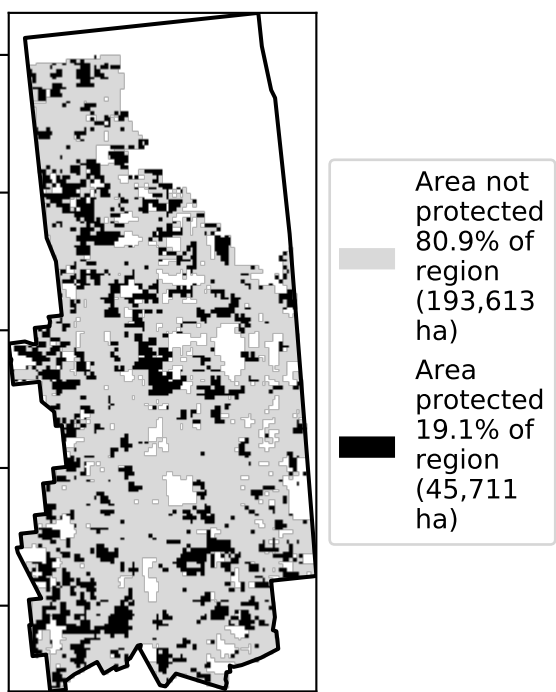 Area not
protected
80.9% of
region
(193,613
ha)
Area
protected
19.1% of
region
(45,711
ha)